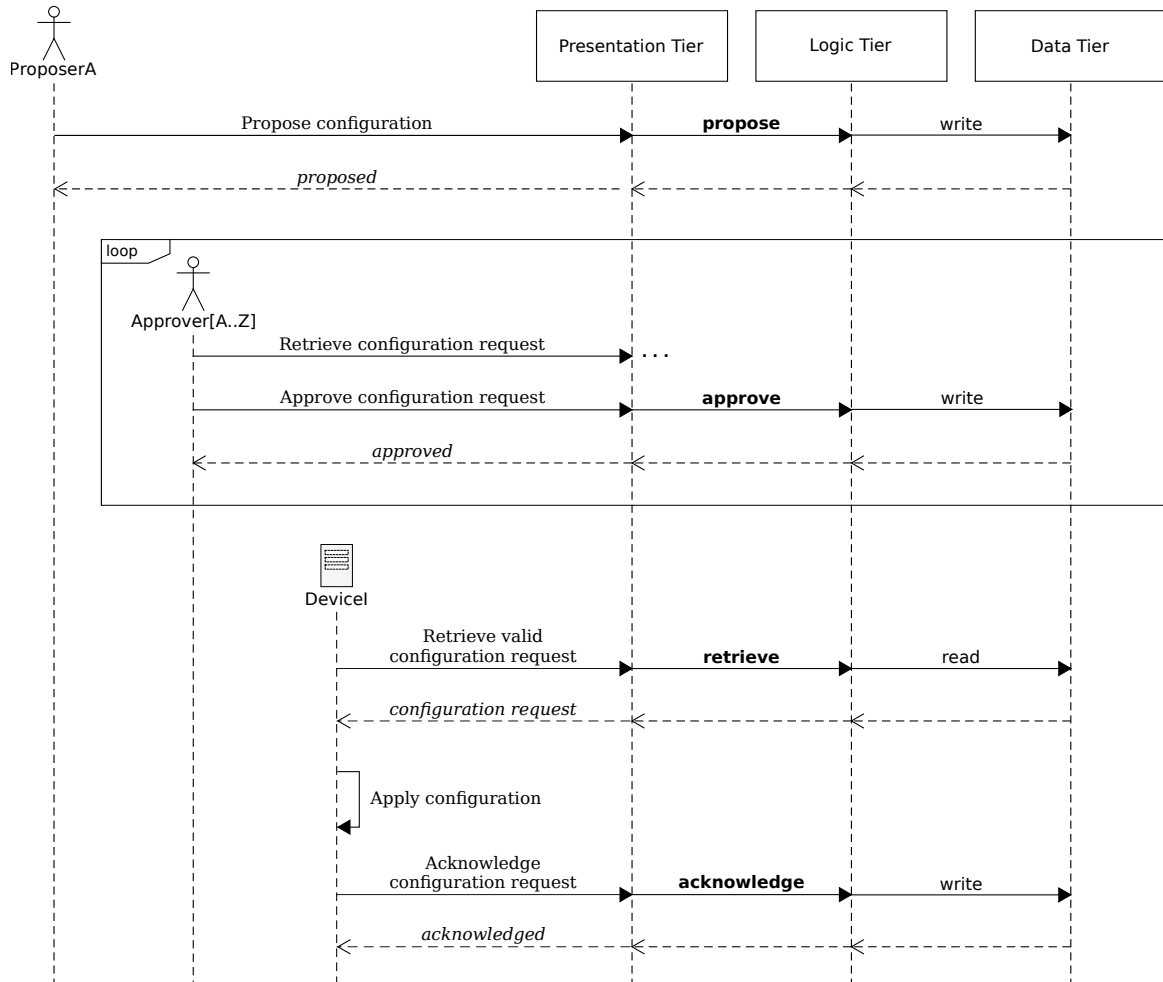 ProposerA
Presentation Tier
Logic Tier
Data Tier
Propose configuration
propose
write
proposed
loop
Approver[A..Z]
Retrieve configuration request
...
Approve configuration request
approve
write
approved
DeviceI
Retrieve valid
configuration request
retrieve
read
configuration request
Apply configuration
Acknowledge
configuration request
acknowledge
write
acknowledged